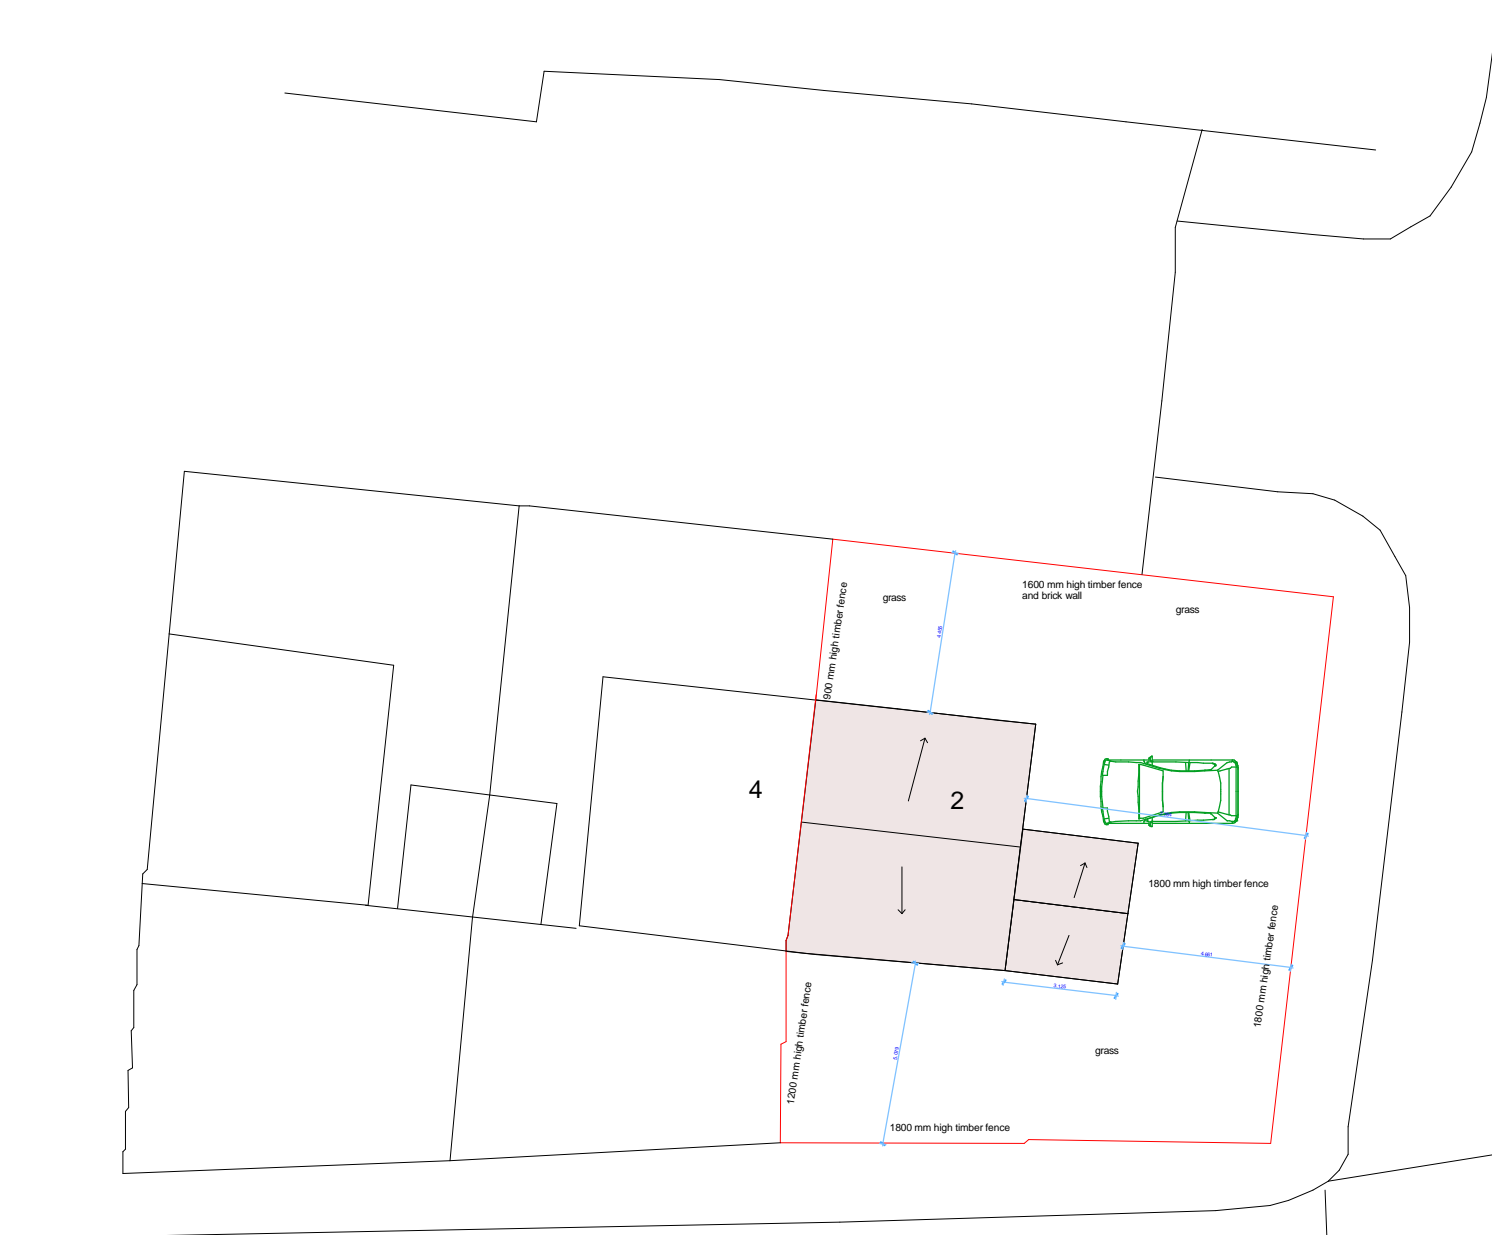 1600 mm high timber fence
and brick wall
grass
grass
900 mm high timber fence
4
2
1800 mm high timber fence
1800 mm high timber fence
3.125
1200 mm high timber fence
grass
1800 mm high timber fence